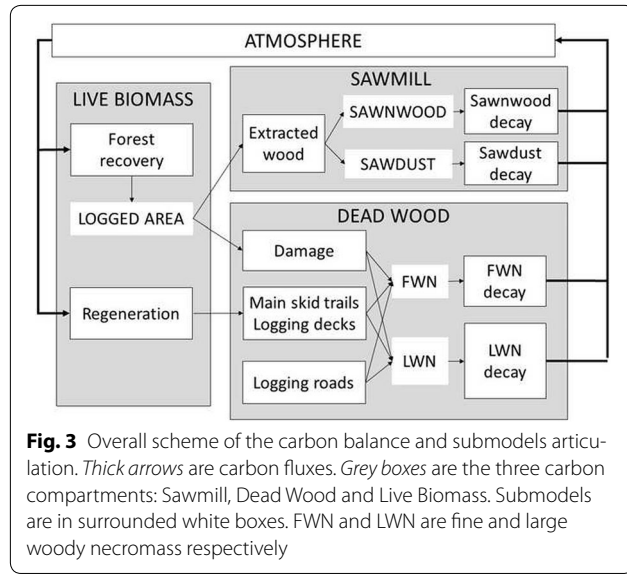 ATMOSPHERE
LIVE BIOMASS
Forest
recovery
LOGGED AREA
Regeneration
SAWMILL
Extracted
wood
SAWNWOOD
Sawnwood
decay
SAWDUST
Sawdust
decay
DEAD WOOD
Damage
Main skid trails
Logging decks
Logging roads
FWN
FWN
decay
LWN
LWN
decay
Fig. 3 Overall scheme of the carbon balance and submodels articu-
lation. Thick arrows are carbon fluxes. Grey boxes are the three carbon
compartments: Sawmill, Dead Wood and Live Biomass. Submodels
are in surrounded white boxes. FWN and LWN are fine and large
woody necromass respectively